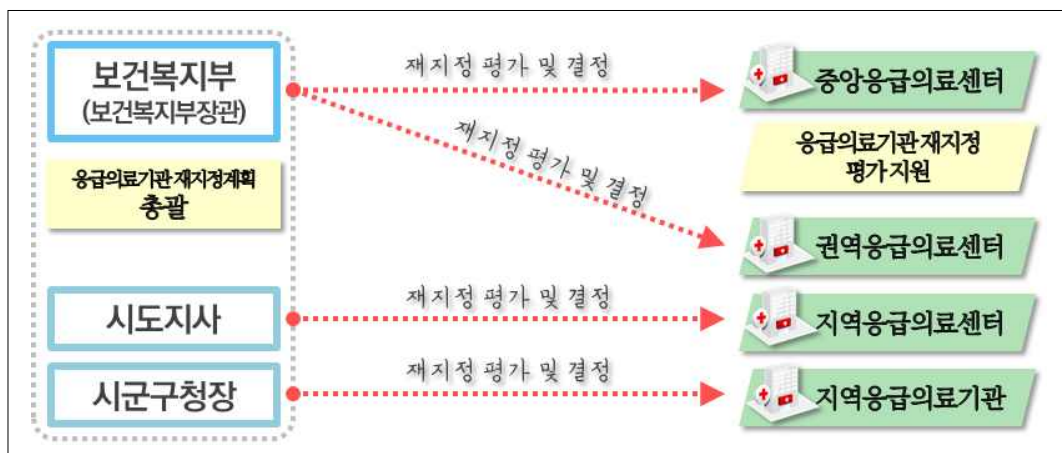 보건복지부
(보건복지부장관)
응급의료기관 재지정계획
총괄
시도지사
시군구청장
재지정 평가 및 결정
재지정 평가 및 결정
재지정 평가 및 결정
재지정 평가 및 결정
중앙응급의료센터
응급의료기관 재지정
평가 지원
권역응급의료센터
지역응급의료센터
지역응급의료기관